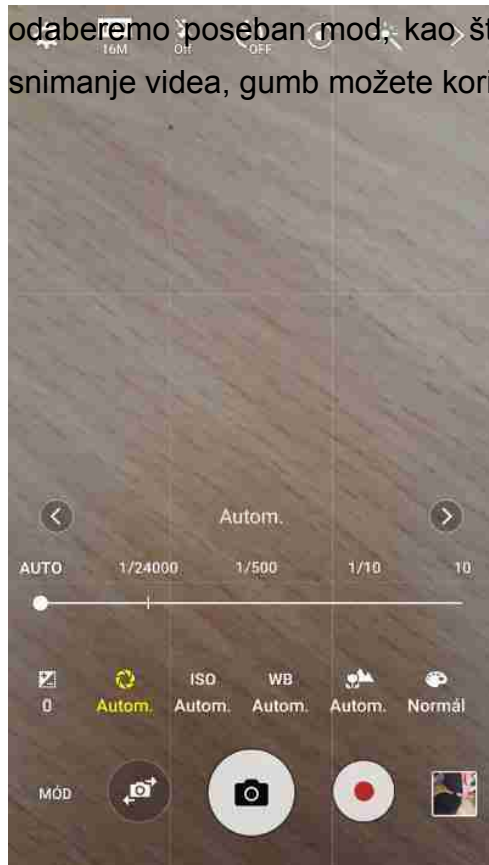 odaberemo poseban mod, kao št
16M Off OFF
snimanje videa, gumb možete kori
Autom.
AUTO 1/24000 1/500 1/10 10
0 Autom. ISO Autom. WB Autom. Autom. Normál
MÓD